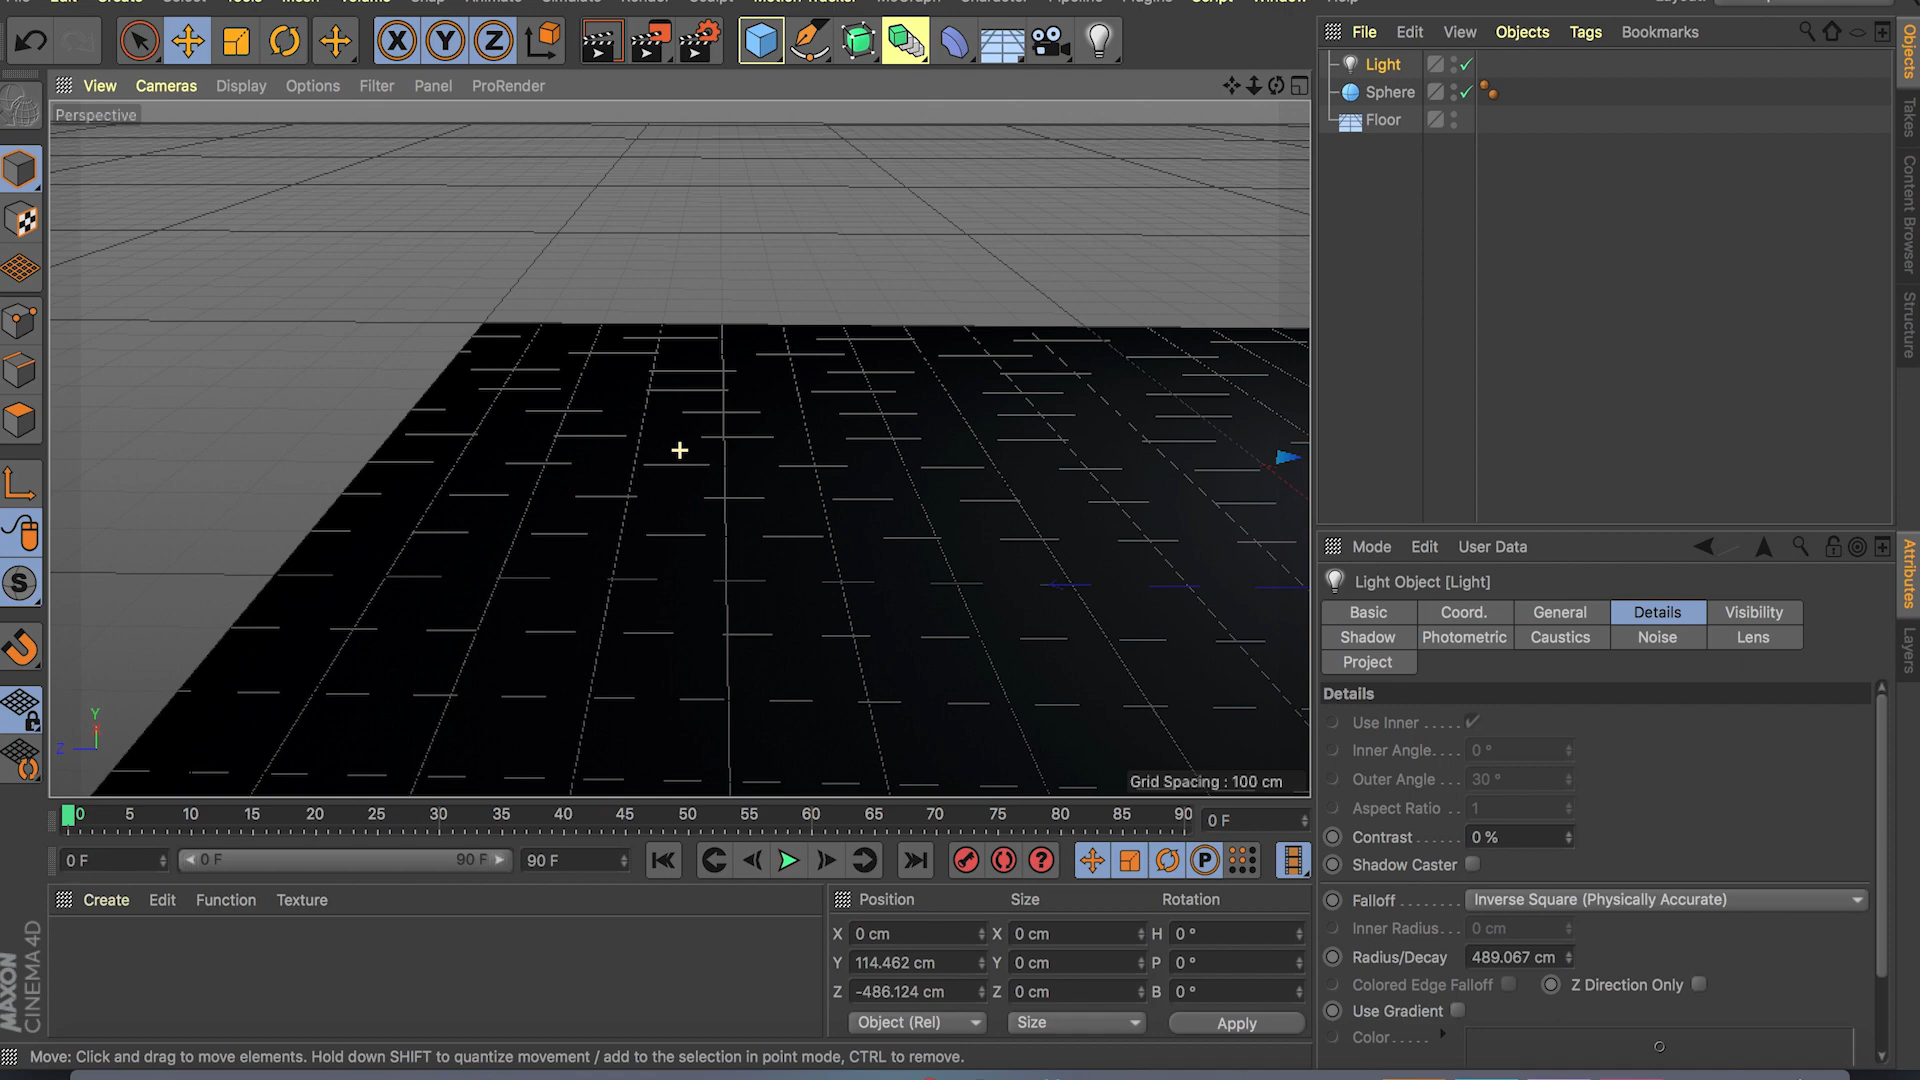 File Edit View Objects Tags Bookmarks
View Cameras Display Options Filter Panel ProRender
Perspective
Light
Sphere
Floor
Objects
Takes
Content Browser
Structure
Mode Edit User Data
Light Object [Light]
Basic Coord. General Details Visibility
Shadow Photometric Caustics Noise Lens
Project
Attributes
Layers
Details
Use Inner . . . . .
Inner Angle. . . . 0 °
Outer Angle . . . 30 °
Aspect Ratio . . 1
Contrast . . . . . 0 %
Shadow Caster
Falloff . . . . . . . . Inverse Square (Physically Accurate)
Inner Radius. . . 0 cm
Radius/Decay 489.067 cm
Colored Edge Falloff Z Direction Only
Use Gradient
Color. . . . .
Y
X
Z
Grid Spacing : 100 cm
0 5 10 15 20 25 30 35 40 45 50 55 60 65 70 75 80 85 90 0 F
0 F 0 F 90 F 90 F
Create Edit Function Texture
Position Size Rotation
X 0 cm X 0 cm H 0 °
Y 114.462 cm Y 0 cm P 0 °
Z -486.124 cm Z 0 cm B 0 °
Object (Rel) Size Apply
MAXON
CINEMA 4D
Move: Click and drag to move elements. Hold down SHIFT to quantize movement / add to the selection in point mode, CTRL to remove.